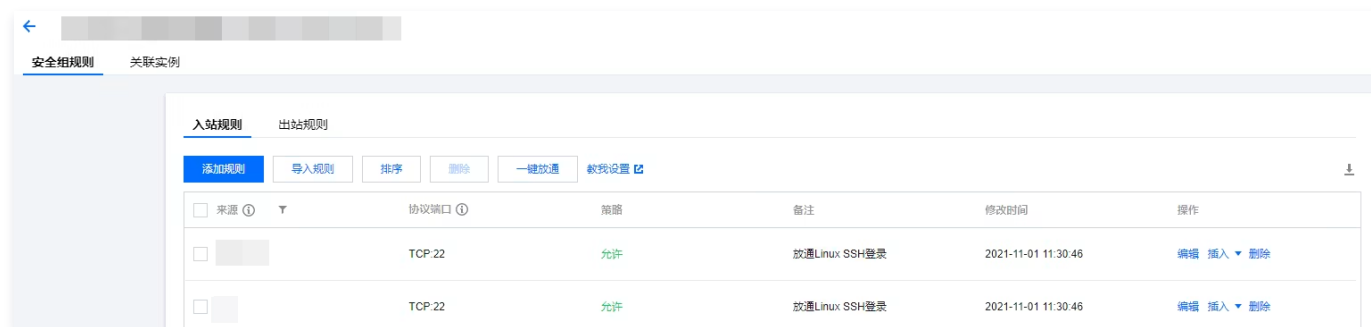 安全组规则 关联实例
入站规则 出站规则
添加规则 导入规则 排序 删除 一键放通 教我设置
来源 协议端口 策略 备注 修改时间 操作
TCP:22 允许 放通Linux SSH登录 2021-11-01 11:30:46 编辑 插入 删除
TCP:22 允许 放通Linux SSH登录 2021-11-01 11:30:46 编辑 插入 删除